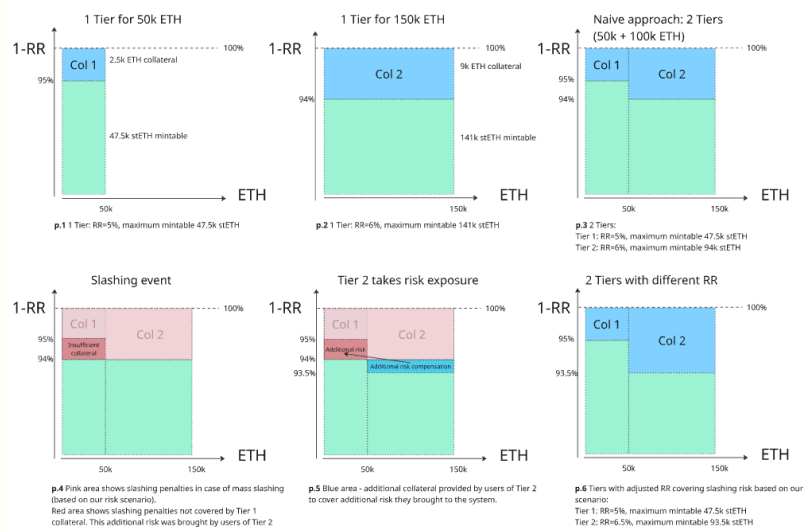 1 Tier for 50k ETH
1-RR
100%
Col 1
2.5k ETH collateral
95%
47.5k stETH mintable
ETH
50k
p.1 1 Tier: RR=5%, maximum mintable 47.5k stETH
1 Tier for 150k ETH
1-RR
100%
Col 2
9k ETH collateral
94%
141k stETH mintable
ETH
150k
p.2 1 Tier: RR=6%, maximum mintable 141k stETH
Naive approach: 2 Tiers
(50k + 100k ETH)
1-RR
100%
Col 1
Col 2
95%
94%
ETH
50k
150k
p.3 2 Tiers:
Tier 1: RR=5%, maximum mintable 47.5k stETH
Tier 2: RR=6%, maximum mintable 94k stETH
Slashing event
1-RR
100%
Col 1
Col 2
95%
Insufficient
collateral
94%
ETH
50k
150k
p.4 Pink area shows slashing penalties in case of mass slashing
(based on our risk scenario).
Red area shows slashing penalties not covered by Tier 1
collateral. This additional risk was brought by users of Tier 2
Tier 2 takes risk exposure
1-RR
100%
Col 1
Col 2
95%
Additional risk
94%
Additional risk compensation
93.5%
ETH
50k
150k
p.5 Blue area - additional collateral provided by users of Tier 2
to cover additional risk they brought to the system.
2 Tiers with different RR
1-RR
100%
Col 1
Col 2
95%
93.5%
ETH
50k
150k
p.6 Tiers with adjusted RR covering slashing risk based on our
scenario:
Tier 1: RR=5%, maximum mintable 47.5k stETH
Tier 2: RR=6.5%, maximum mintable 93.5k stETH